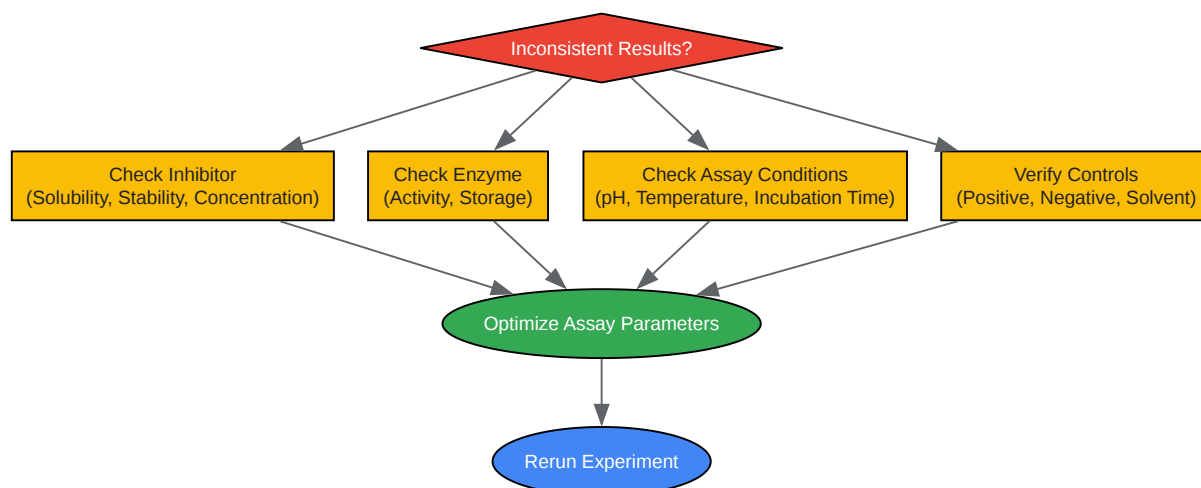 Inconsistent Results?
Check Inhibitor
(Solubility, Stability, Concentration)
Check Enzyme
(Activity, Storage)
Check Assay Conditions
(pH, Temperature, Incubation Time)
Verify Controls
(Positive, Negative, Solvent)
Optimize Assay Parameters
Rerun Experiment